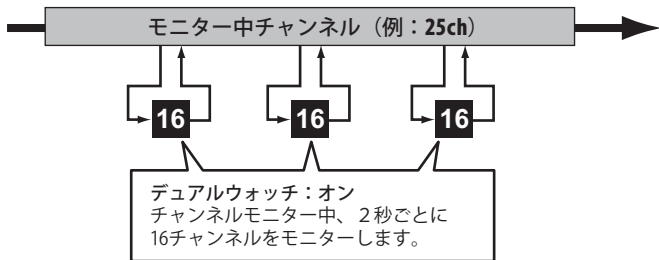 モニター中チャンネル（例：25ch）
16 16 16
デュアルウォッチ：オン
チャンネルモニター中、２秒ごとに
16チャンネルをモニターします。